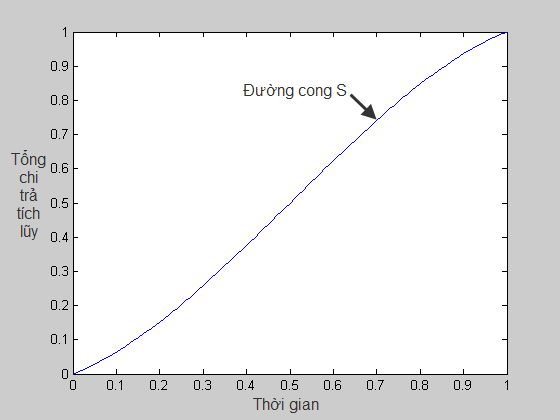 1
0.9
0.8
0.7
0.6
0.5
0.4
0.3
0.2
0.1
0
Đường cong S
Tổng
chi
trả
tích
lũy
0 0.1 0.2 0.3 0.4 0.5 0.6 0.7 0.8 0.9 1
Thời gian